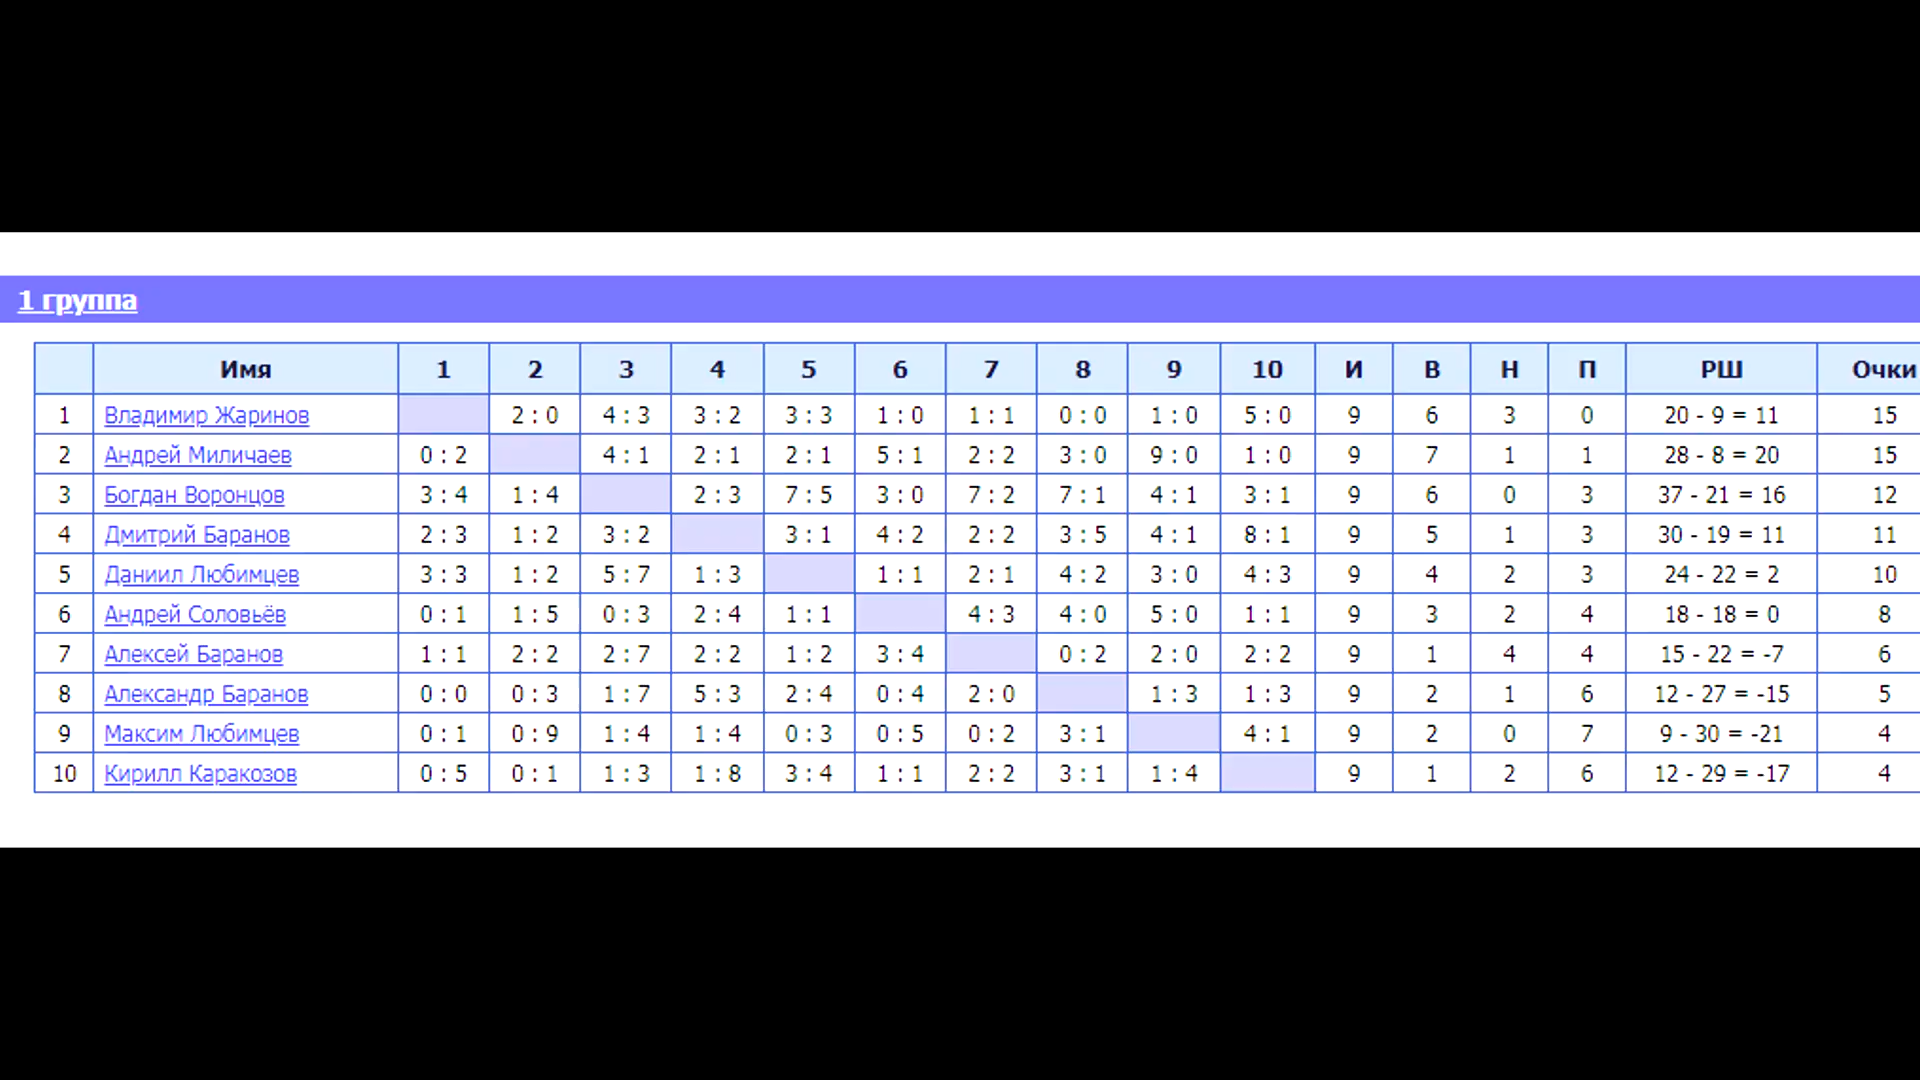 1 группа
Имя 1 2 3 4 5 6 7 8 9 10 И В Н П РШ Очки
1 Владимир Жаринов 2 : 0 4 : 3 3 : 2 3 : 3 1 : 0 1 : 1 0 : 0 1 : 0 5 : 0 9 6 3 0 20 - 9 = 11 15
2 Андрей Миличаев 0 : 2 4 : 1 2 : 1 2 : 1 5 : 1 2 : 2 3 : 0 9 : 0 1 : 0 9 7 1 1 28 - 8 = 20 15
3 Богдан Воронцов 3 : 4 1 : 4 2 : 3 7 : 5 3 : 0 7 : 2 7 : 1 4 : 1 3 : 1 9 6 0 3 37 - 21 = 16 12
4 Дмитрий Баранов 2 : 3 1 : 2 3 : 2 3 : 1 4 : 2 2 : 2 3 : 5 4 : 1 8 : 1 9 5 1 3 30 - 19 = 11 11
5 Даниил Любимцев 3 : 3 1 : 2 5 : 7 1 : 3 1 : 1 2 : 1 4 : 2 3 : 0 4 : 3 9 4 2 3 24 - 22 = 2 10
6 Андрей Соловьёв 0 : 1 1 : 5 0 : 3 2 : 4 1 : 1 4 : 3 4 : 0 5 : 0 1 : 1 9 3 2 4 18 - 18 = 0 8
7 Алексей Баранов 1 : 1 2 : 2 2 : 7 2 : 2 1 : 2 3 : 4 0 : 2 2 : 0 2 : 2 9 1 4 4 15 - 22 = -7 6
8 Александр Баранов 0 : 0 0 : 3 1 : 7 5 : 3 2 : 4 0 : 4 2 : 0 1 : 3 1 : 3 9 2 1 6 12 - 27 = -15 5
9 Максим Любимцев 0 : 1 0 : 9 1 : 4 1 : 4 0 : 3 0 : 5 0 : 2 3 : 1 4 : 1 9 2 0 7 9 - 30 = -21 4
10 Кирилл Каракозов 0 : 5 0 : 1 1 : 3 1 : 8 3 : 4 1 : 1 2 : 2 3 : 1 1 : 4 9 1 2 6 12 - 29 = -17 4